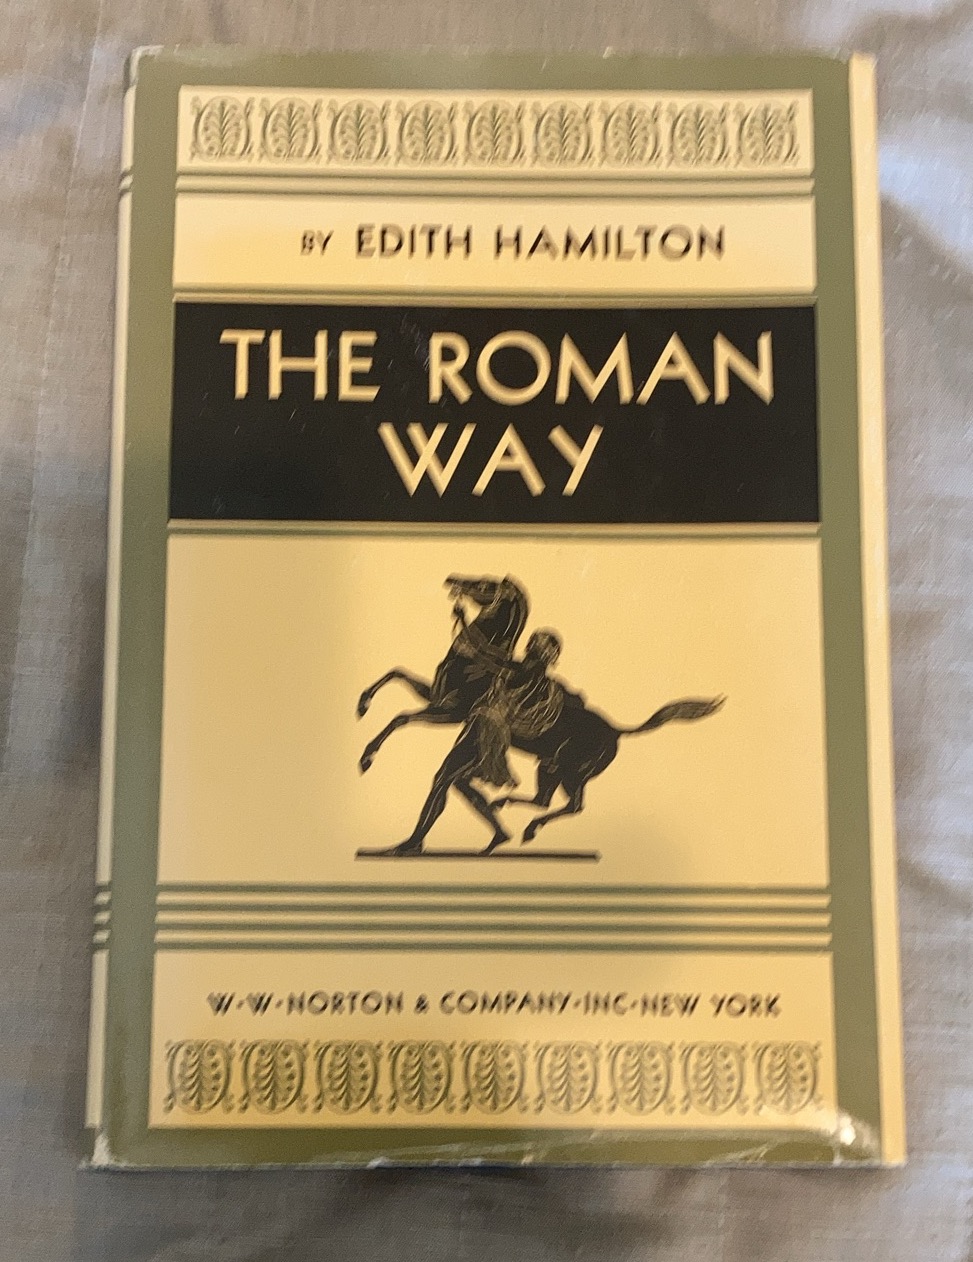 BY EDITH HAMILTON
THE ROMAN
WAY
W·W·NORTON & COMPANY·INC·NEW YORK